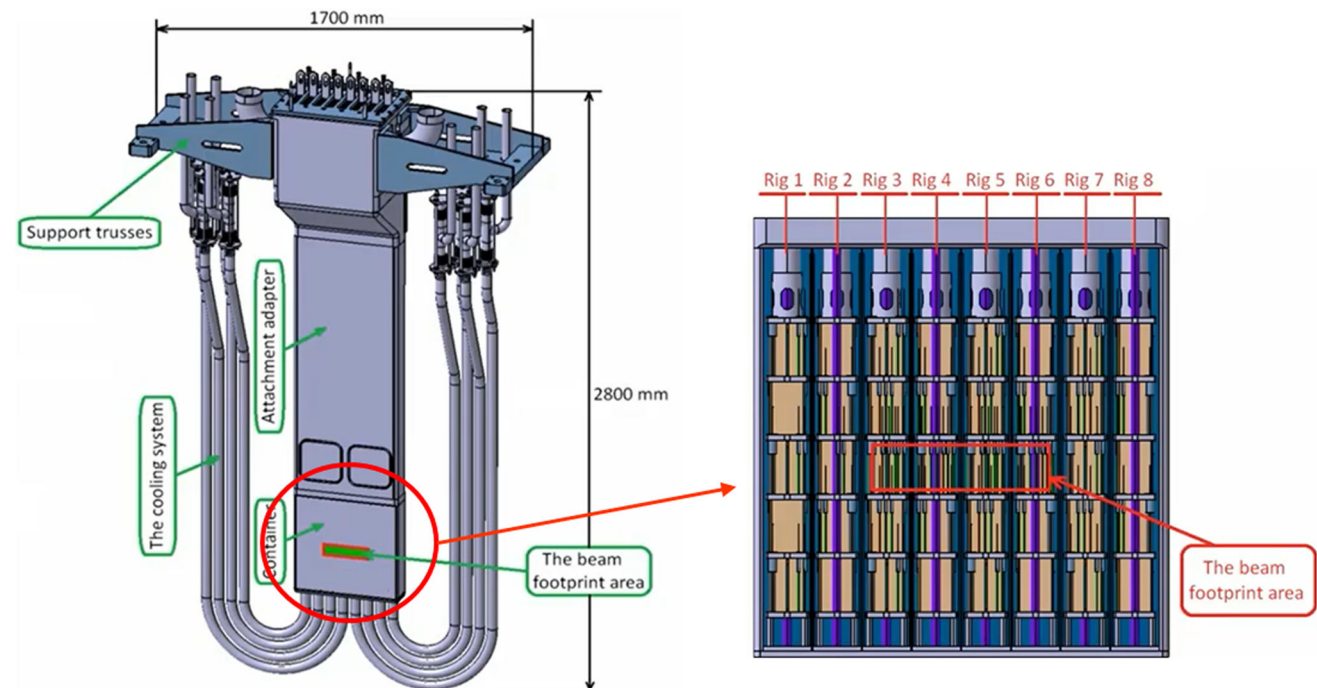 1700 mm
Support trusses
Attachment adapter
2800 mm
The cooling system
Container
The beam
footprint area
Rig 1 Rig 2 Rig 3 Rig 4 Rig 5 Rig 6 Rig 7 Rig 8
The beam
footprint area